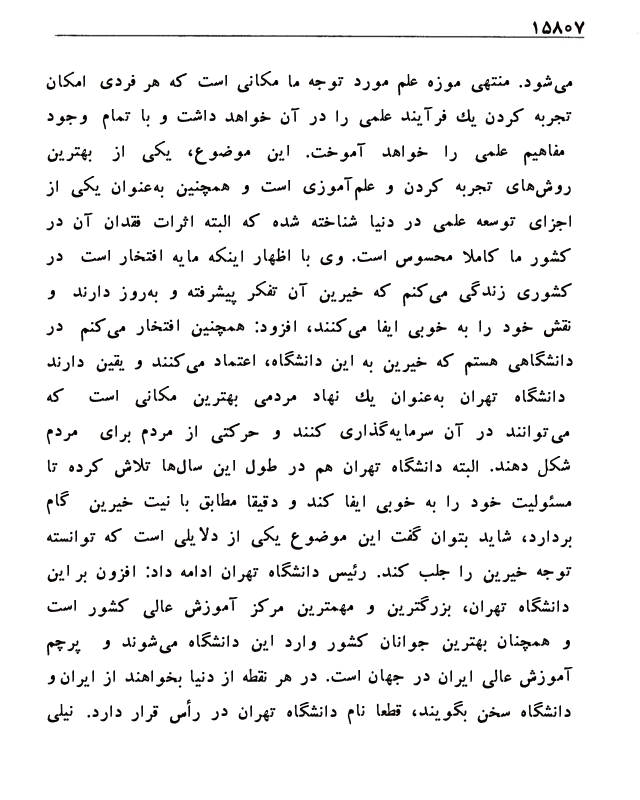 ۱۵۸۰۷
می‌شود. منتهی موزه علم مورد توجه ما مکانی است که هر فردی امکان
تجربه کردن یك فرآیند علمی را در آن خواهد داشت و با تمام وجود
مفاهیم علمی را خواهد آموخت. این موضوع، یکی از بهترین
روش‌های تجربه کردن و علم‌آموزی است و همچنین به‌عنوان یکی از
اجزای توسعه علمی در دنیا شناخته شده که البته اثرات فقدان آن در
کشور ما کاملا محسوس است. وی با اظهار اینکه مایه افتخار است در
کشوری زندگی می‌کنم که خیرین آن تفکر پیشرفته و به‌روز دارند و
نقش خود را به خوبی ایفا می‌کنند، افزود: همچنین افتخار می‌کنم در
دانشگاهی هستم که خیرین به این دانشگاه، اعتماد می‌کنند و یقین دارند
دانشگاه تهران به‌عنوان یك نهاد مردمی بهترین مکانی است که
می‌توانند در آن سرمایه‌گذاری کنند و حرکتی از مردم برای مردم
شکل دهند. البته دانشگاه تهران هم در طول این سال‌ها تلاش کرده تا
مسئولیت خود را به خوبی ایفا کند و دقیقا مطابق با نیت خیرین گام
بردارد، شاید بتوان گفت این موضوع یکی از دلایلی است که توانسته
توجه خیرین را جلب کند. رئیس دانشگاه تهران ادامه داد: افزون بر این
دانشگاه تهران، بزرگترین و مهمترین مرکز آموزش عالی کشور است
و همچنان بهترین جوانان کشور وارد این دانشگاه می‌شوند و پرچم
آموزش عالی ایران در جهان است. در هر نقطه از دنیا بخواهند از ایران و
دانشگاه سخن بگویند، قطعا نام دانشگاه تهران در رأس قرار دارد. نیلی